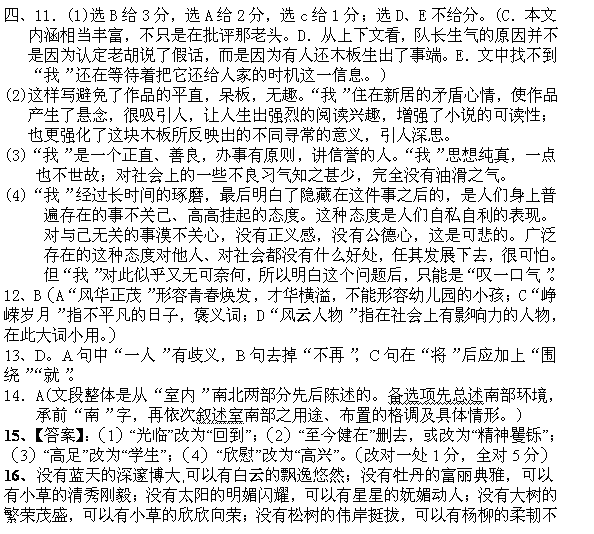 四、11．(1)选B给3分，选A给2分，选c给1分；选D、E不给分。(C．本文
内涵相当丰富，不只是在批评那老头。D．从上下文看，队长生气的原因并不
是因为认定老胡说了假话，而是因为有人还木板生出了事端。E．文中找不到
“我”还在等待着把它还给人家的时机这一信息。)
(2)这样写避免了作品的平直，呆板，无趣。“我”住在新居的矛盾心情，使作品
产生了悬念，很吸引人，让人生出强烈的阅读兴趣，增强了小说的可读性；
也更强化了这块木板所反映出的不同寻常的意义，引人深思。
(3)“我”是一个正直、善良，办事有原则，讲信誉的人。“我”思想纯真，一点
也不世故；对社会上的一些不良习气知之甚少，完全没有油滑之气。
(4)“我”经过长时间的琢磨，最后明白了隐藏在这件事之后的，是人们身上普
遍存在的事不关己、高高挂起的态度。这种态度是人们自私自利的表现。
对与己无关的事漠不关心，没有正义感，没有公德心，这是可悲的。广泛
存在的这种态度对他人、对社会都没有什么好处，任其发展下去，很可怕。
但“我”对此似乎又无可奈何，所以明白这个问题后，只能是“叹一口气”。
12、B（A“风华正茂”形容青春焕发，才华横溢，不能形容幼儿园的小孩；C“峥
嵘岁月”指不平凡的日子，褒义词；D“风云人物”指在社会上有影响力的人物，
在此大词小用。）
13、D。A句中“一人”有歧义，B句去掉“不再”，C句在“将”后应加上“围
绕”“就”。
14．A(文段整体是从“室内”南北两部分先后陈述的。备选项先总述南部环境，
承前“南”字，再依次叙述室南部之用途、布置的格调及具体情形。)
15、【答案】：（1）“光临”改为“回到”；（2）“至今健在”删去，或改为“精神矍铄”；
（3）“高足”改为“学生”；（4）“欣慰”改为“高兴”。（改对一处1分，全对5分）
16、没有蓝天的深邃博大,可以有白云的飘逸悠然；没有牡丹的富丽典雅，可以
有小草的清秀刚毅；没有太阳的明媚闪耀，可以有星星的妩媚动人；没有大树的
繁荣茂盛，可以有小草的欣欣向荣；没有松树的伟岸挺拔，可以有杨柳的柔韧不